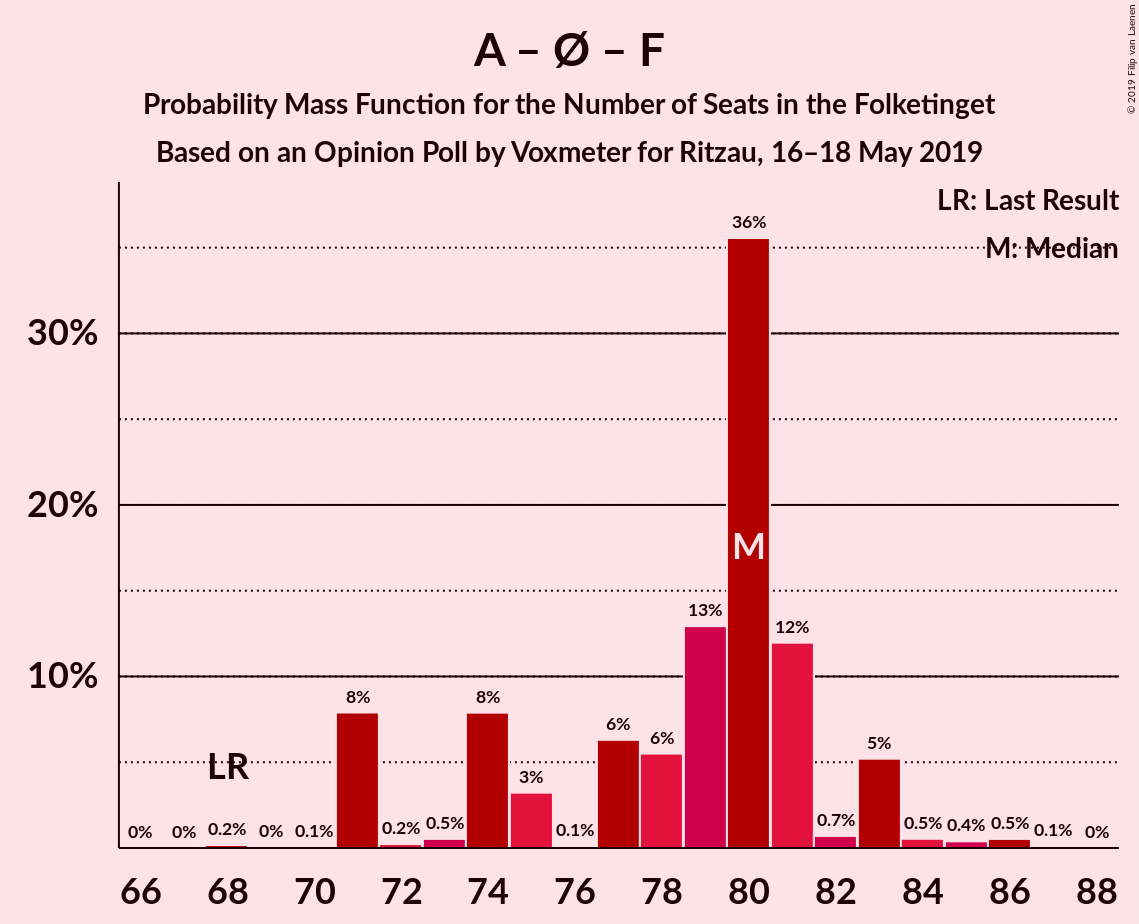 A – Ø – F
Probability Mass Function for the Number of Seats in the Folketinget
Based on an Opinion Poll by Voxmeter for Ritzau, 16–18 May 2019
© 2019 Filip van Laenen
LR: Last Result
M: Median
30%
20%
10%
0%
0%
0.2%
0%
0.1%
8%
0.2%
0.5%
8%
3%
0.1%
6%
6%
13%
36%
12%
0.7%
5%
0.5%
0.4%
0.5%
0.1%
0%
LR
M
66 68 70 72 74 76 78 80 82 84 86 88